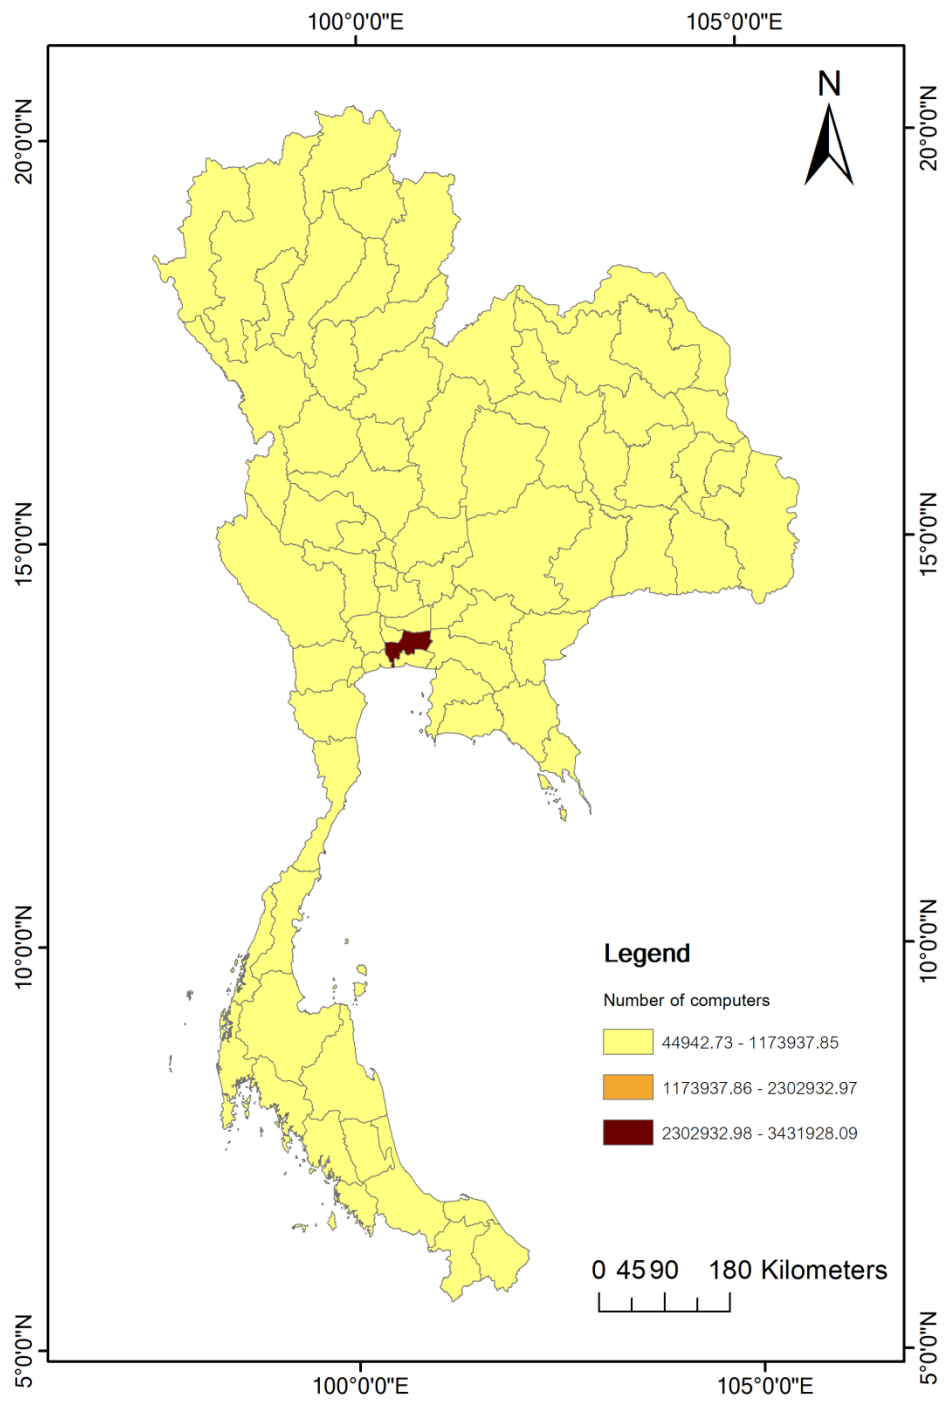 100°0'0"E 105°0'0"E
N
20°0'0"N 20°0'0"N
15°0'0"N 15°0'0"N
10°0'0"N 10°0'0"N
Legend
Number of computers
44942.73 - 1173937.85
1173937.86 - 2302932.97
2302932.98 - 3431928.09
0 45 90 180 Kilometers
5°0'0"N 5°0'0"N
100°0'0"E 105°0'0"E